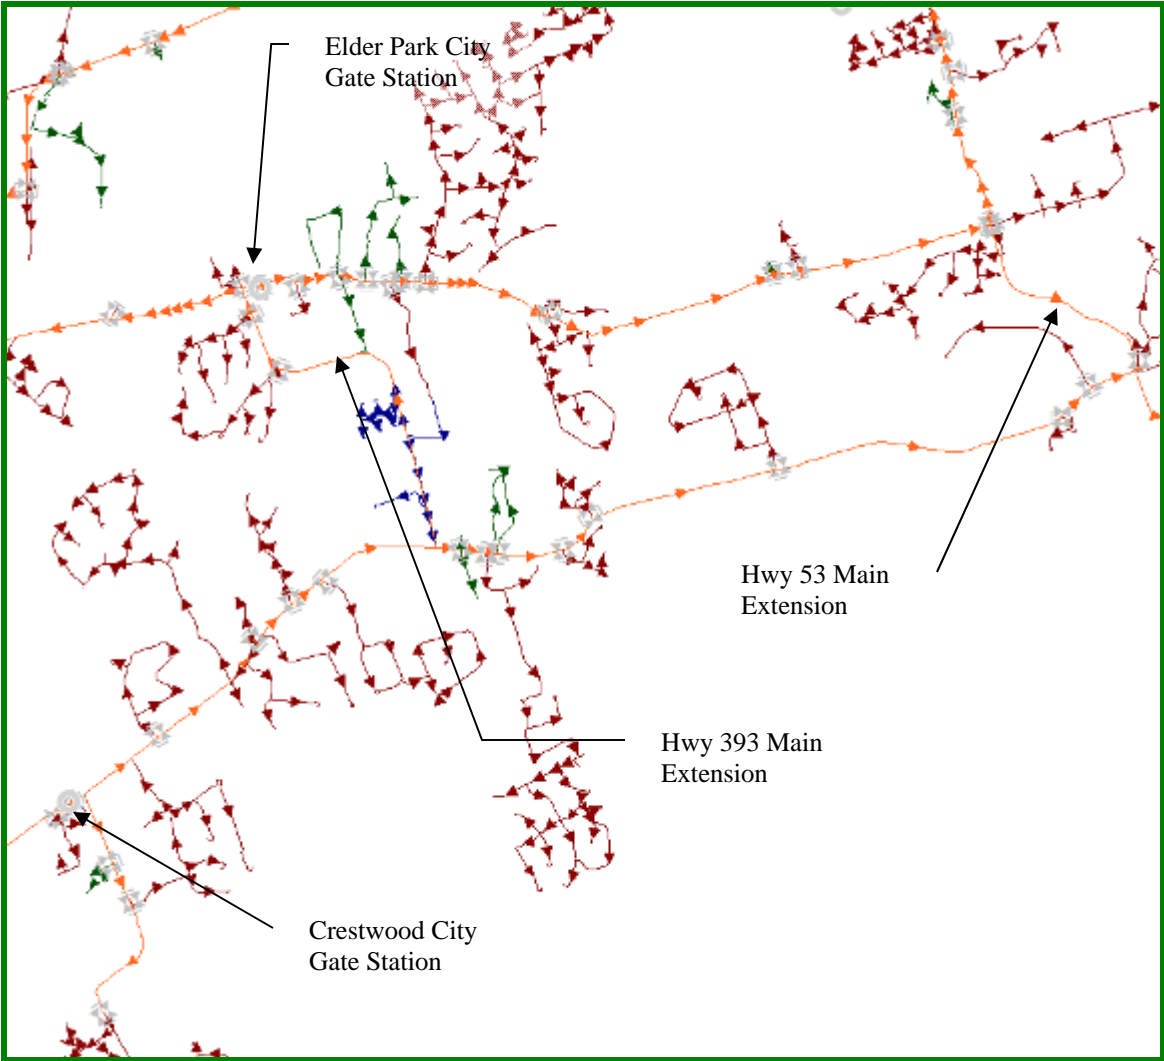 Elder Park City
Gate Station
Hwy 53 Main
Extension
Hwy 393 Main
Extension
Crestwood City
Gate Station